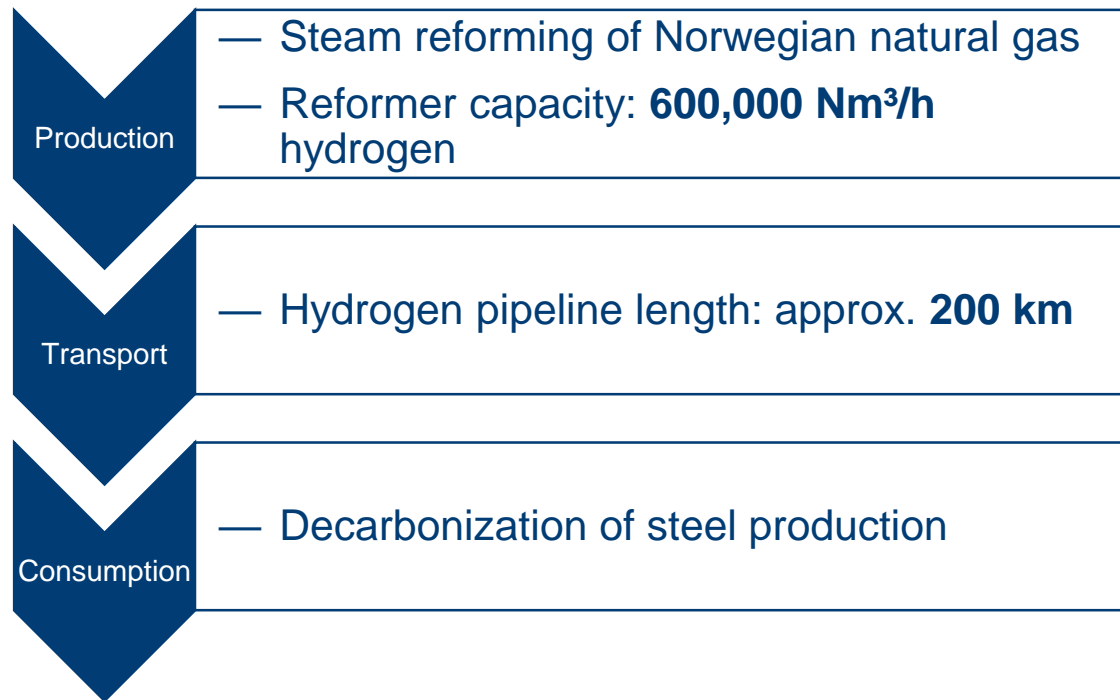 Production
— Steam reforming of Norwegian natural gas
— Reformer capacity: 600,000 Nm³/h
hydrogen
Transport
— Hydrogen pipeline length: approx. 200 km
Consumption
— Decarbonization of steel production